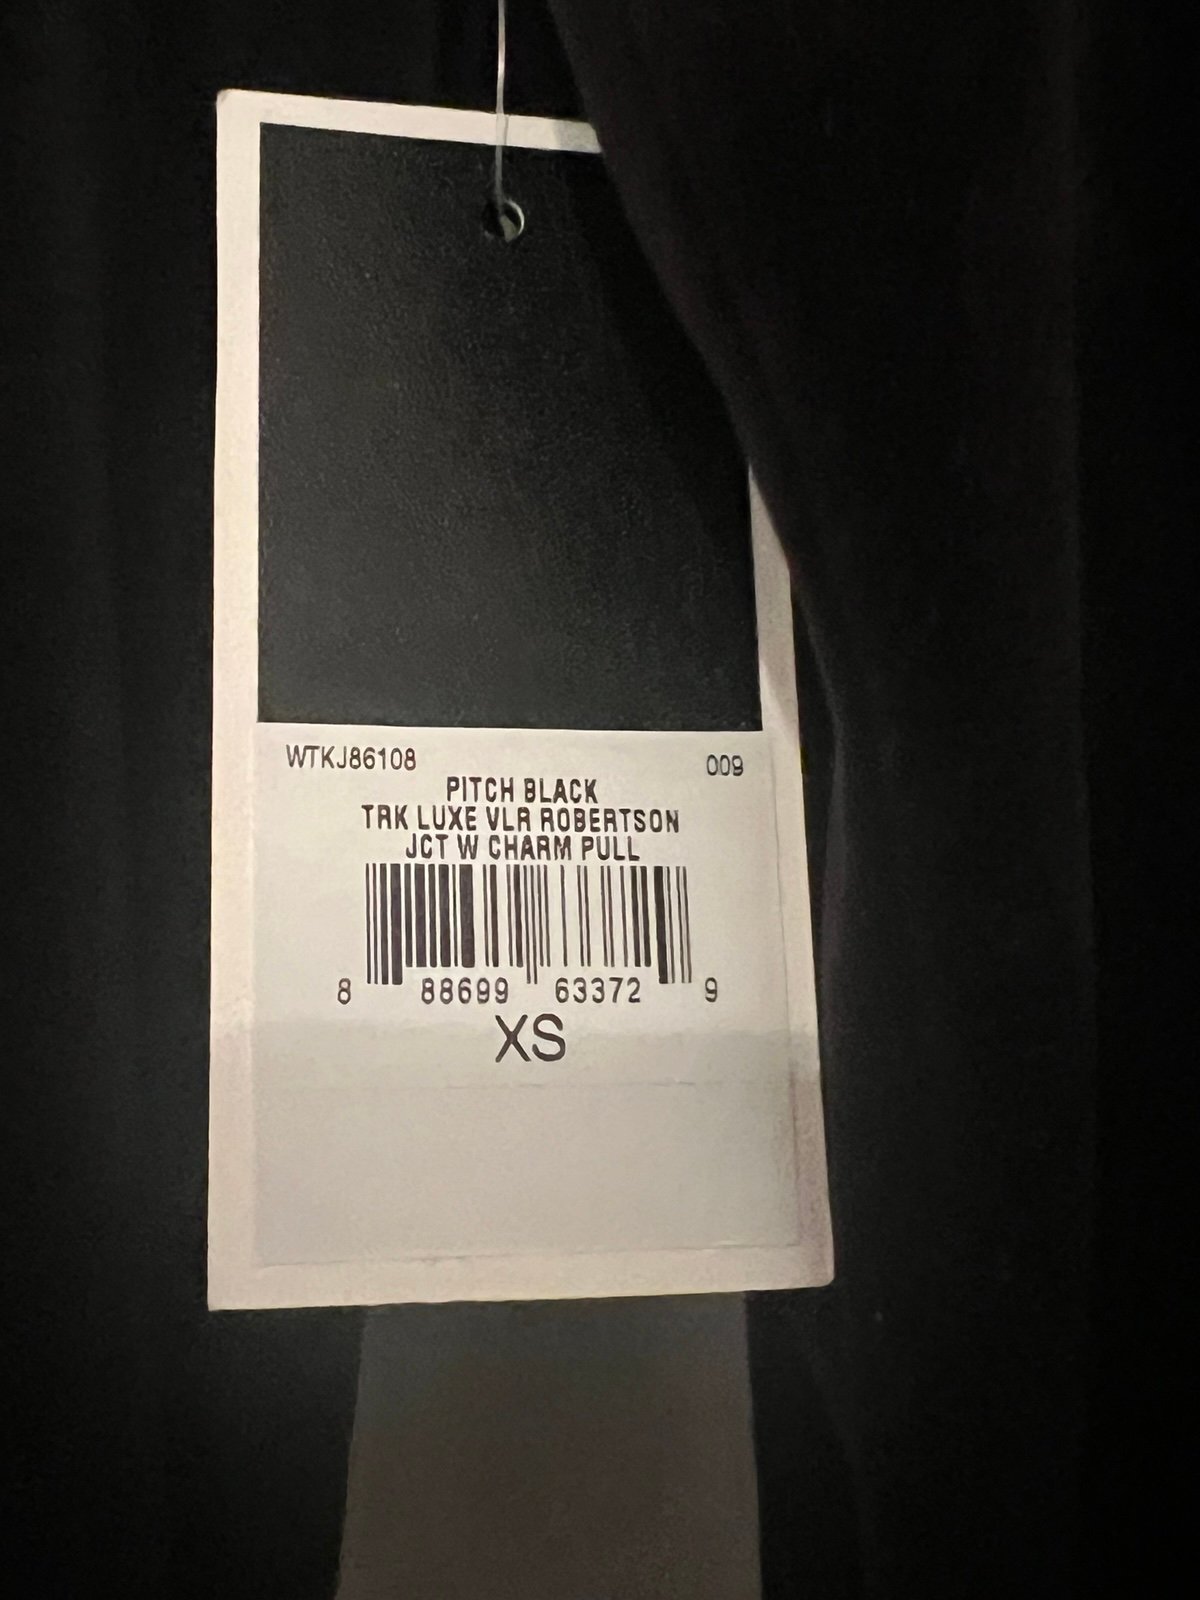 WTKJ86108 009
PITCH BLACK
TRK LUXE VLR ROBERTSON
JCT W CHARM PULL
8 88699 63372 9
XS